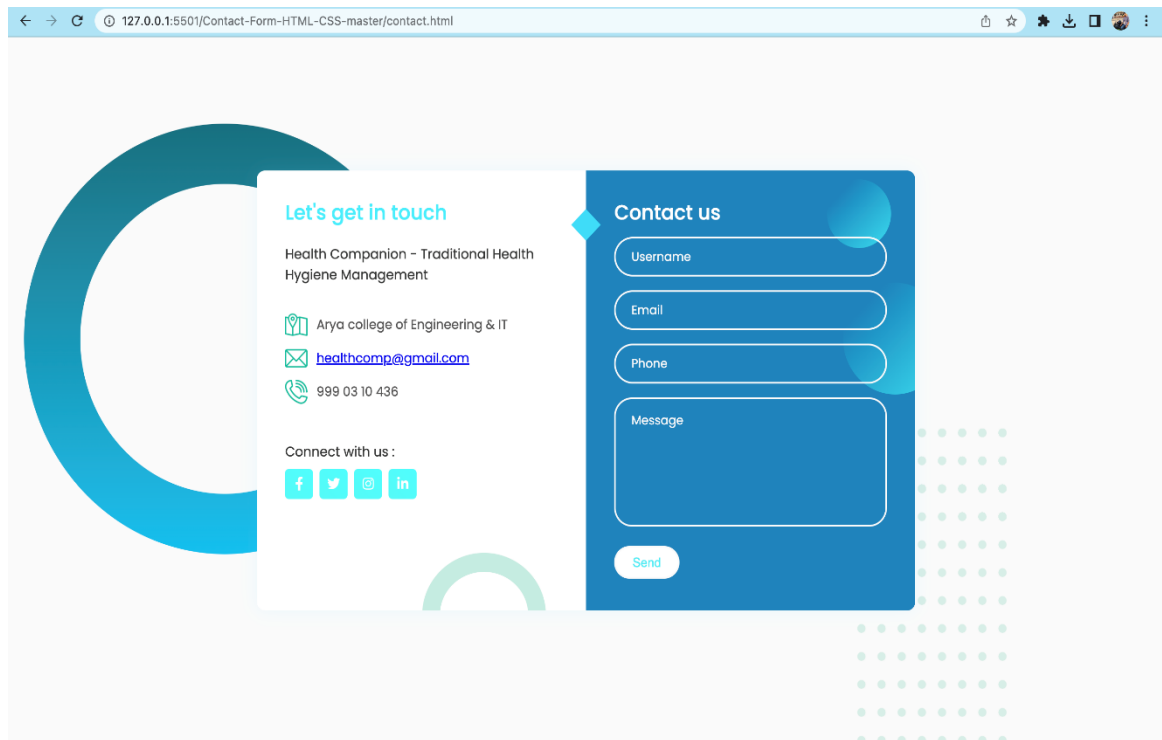 127.0.0.1:5501/Contact-Form-HTML-CSS-master/contact.html
Let's get in touch
Health Companion - Traditional Health
Hygiene Management
Arya college of Engineering & IT
healthcomp@gmail.com
999 03 10 436
Connect with us :
f
in
Contact us
Username
Email
Phone
Message
Send